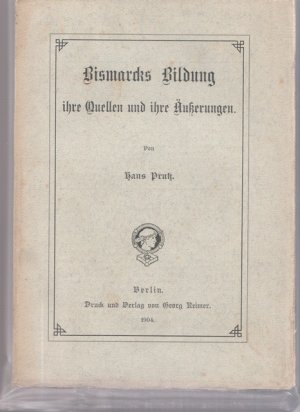 Bismarcks Bildung
ihre Quellen und ihre Äußerungen.
Von
Hans Prutz.
Berlin.
Druck und Verlag von Georg Reimer.
1904.